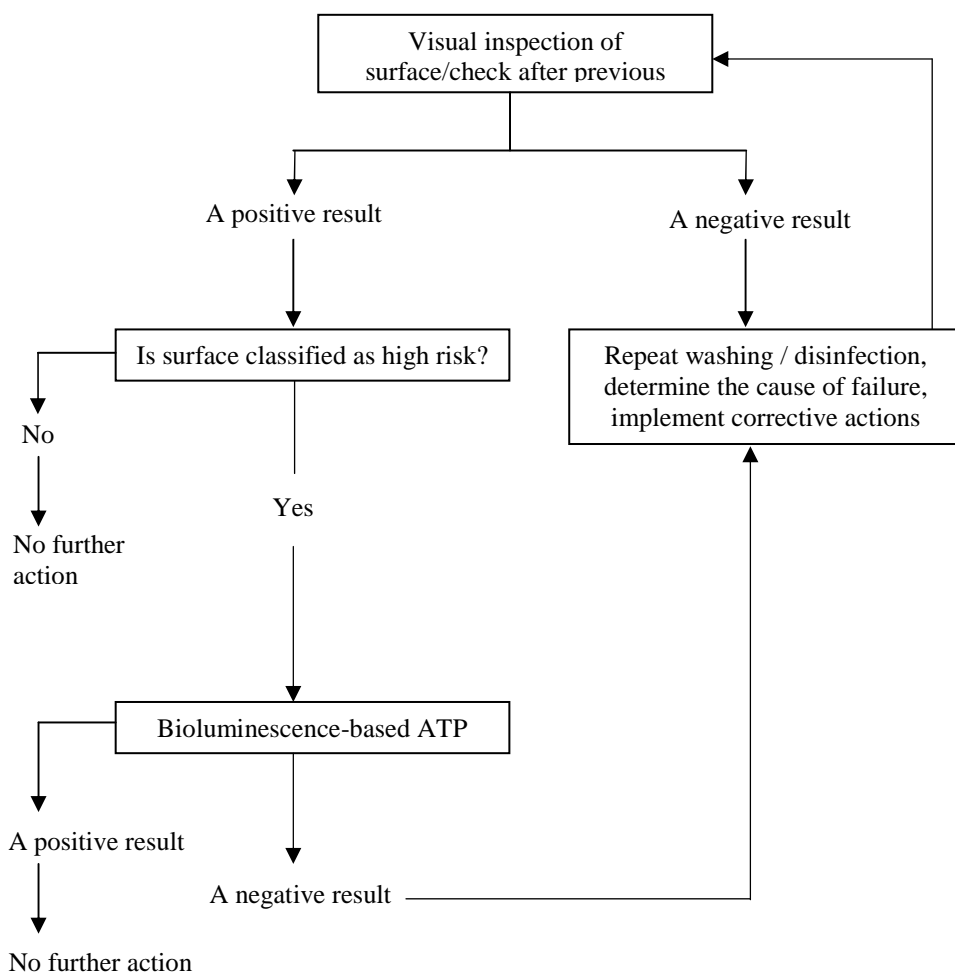 Visual inspection of
surface/check after previous
A positive result
A negative result
Is surface classified as high risk?
Repeat washing / disinfection,
determine the cause of failure,
implement corrective actions
No
Yes
No further
action
Bioluminescence-based ATP
A positive result
A negative result
No further action